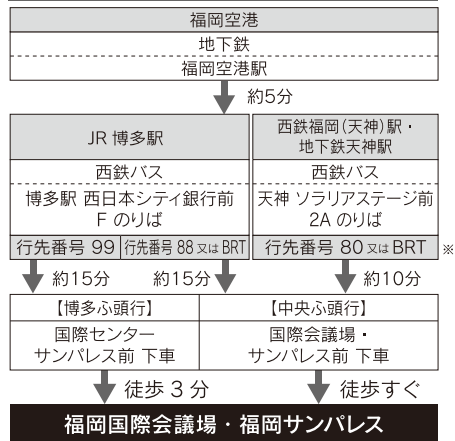 福岡空港
地下鉄
福岡空港駅
約5分
JR 博多駅
西鉄福岡(天神)駅・
地下鉄天神駅
西鉄バス
西鉄バス
博多駅 西日本シティ銀行前
F のりば
天神 ソラリアステージ前
2A のりば
行先番号 99
行先番号 88 又は BRT
行先番号 80 又は BRT
※
約15分
約15分
約10分
【博多ふ頭行】
【中央ふ頭行】
国際センター
サンパレス前 下車
国際会議場・
サンパレス前 下車
徒歩 3 分
徒歩すぐ
福岡国際会議場・福岡サンパレス